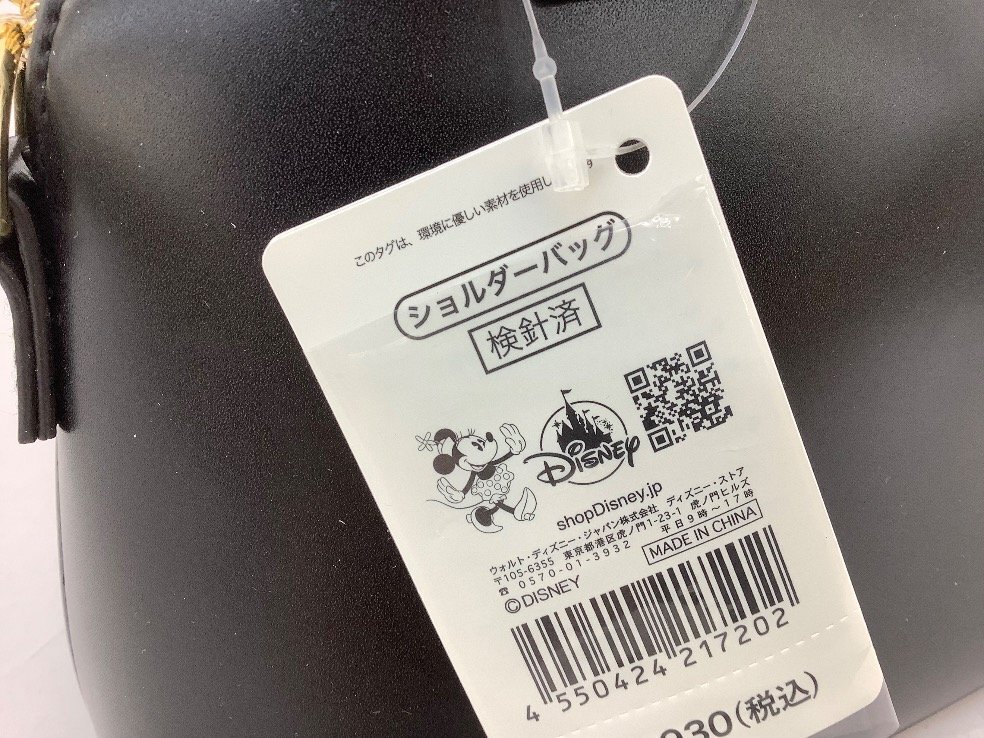 このタグは、環境に優しい素材を使用し
ショルダーバッグ
検針済
DISNEY
shopDisney.jp
ウォルト・ディズニー・ジャパン株式会社 ディズニー・ストア
〒105-6355 東京都港区虎ノ門1-23-1 虎ノ門ヒルズ
☎ 0570-01-3932 平日9時～17時
©DISNEY
MADE IN CHINA
4 550424 217202
930(税込)